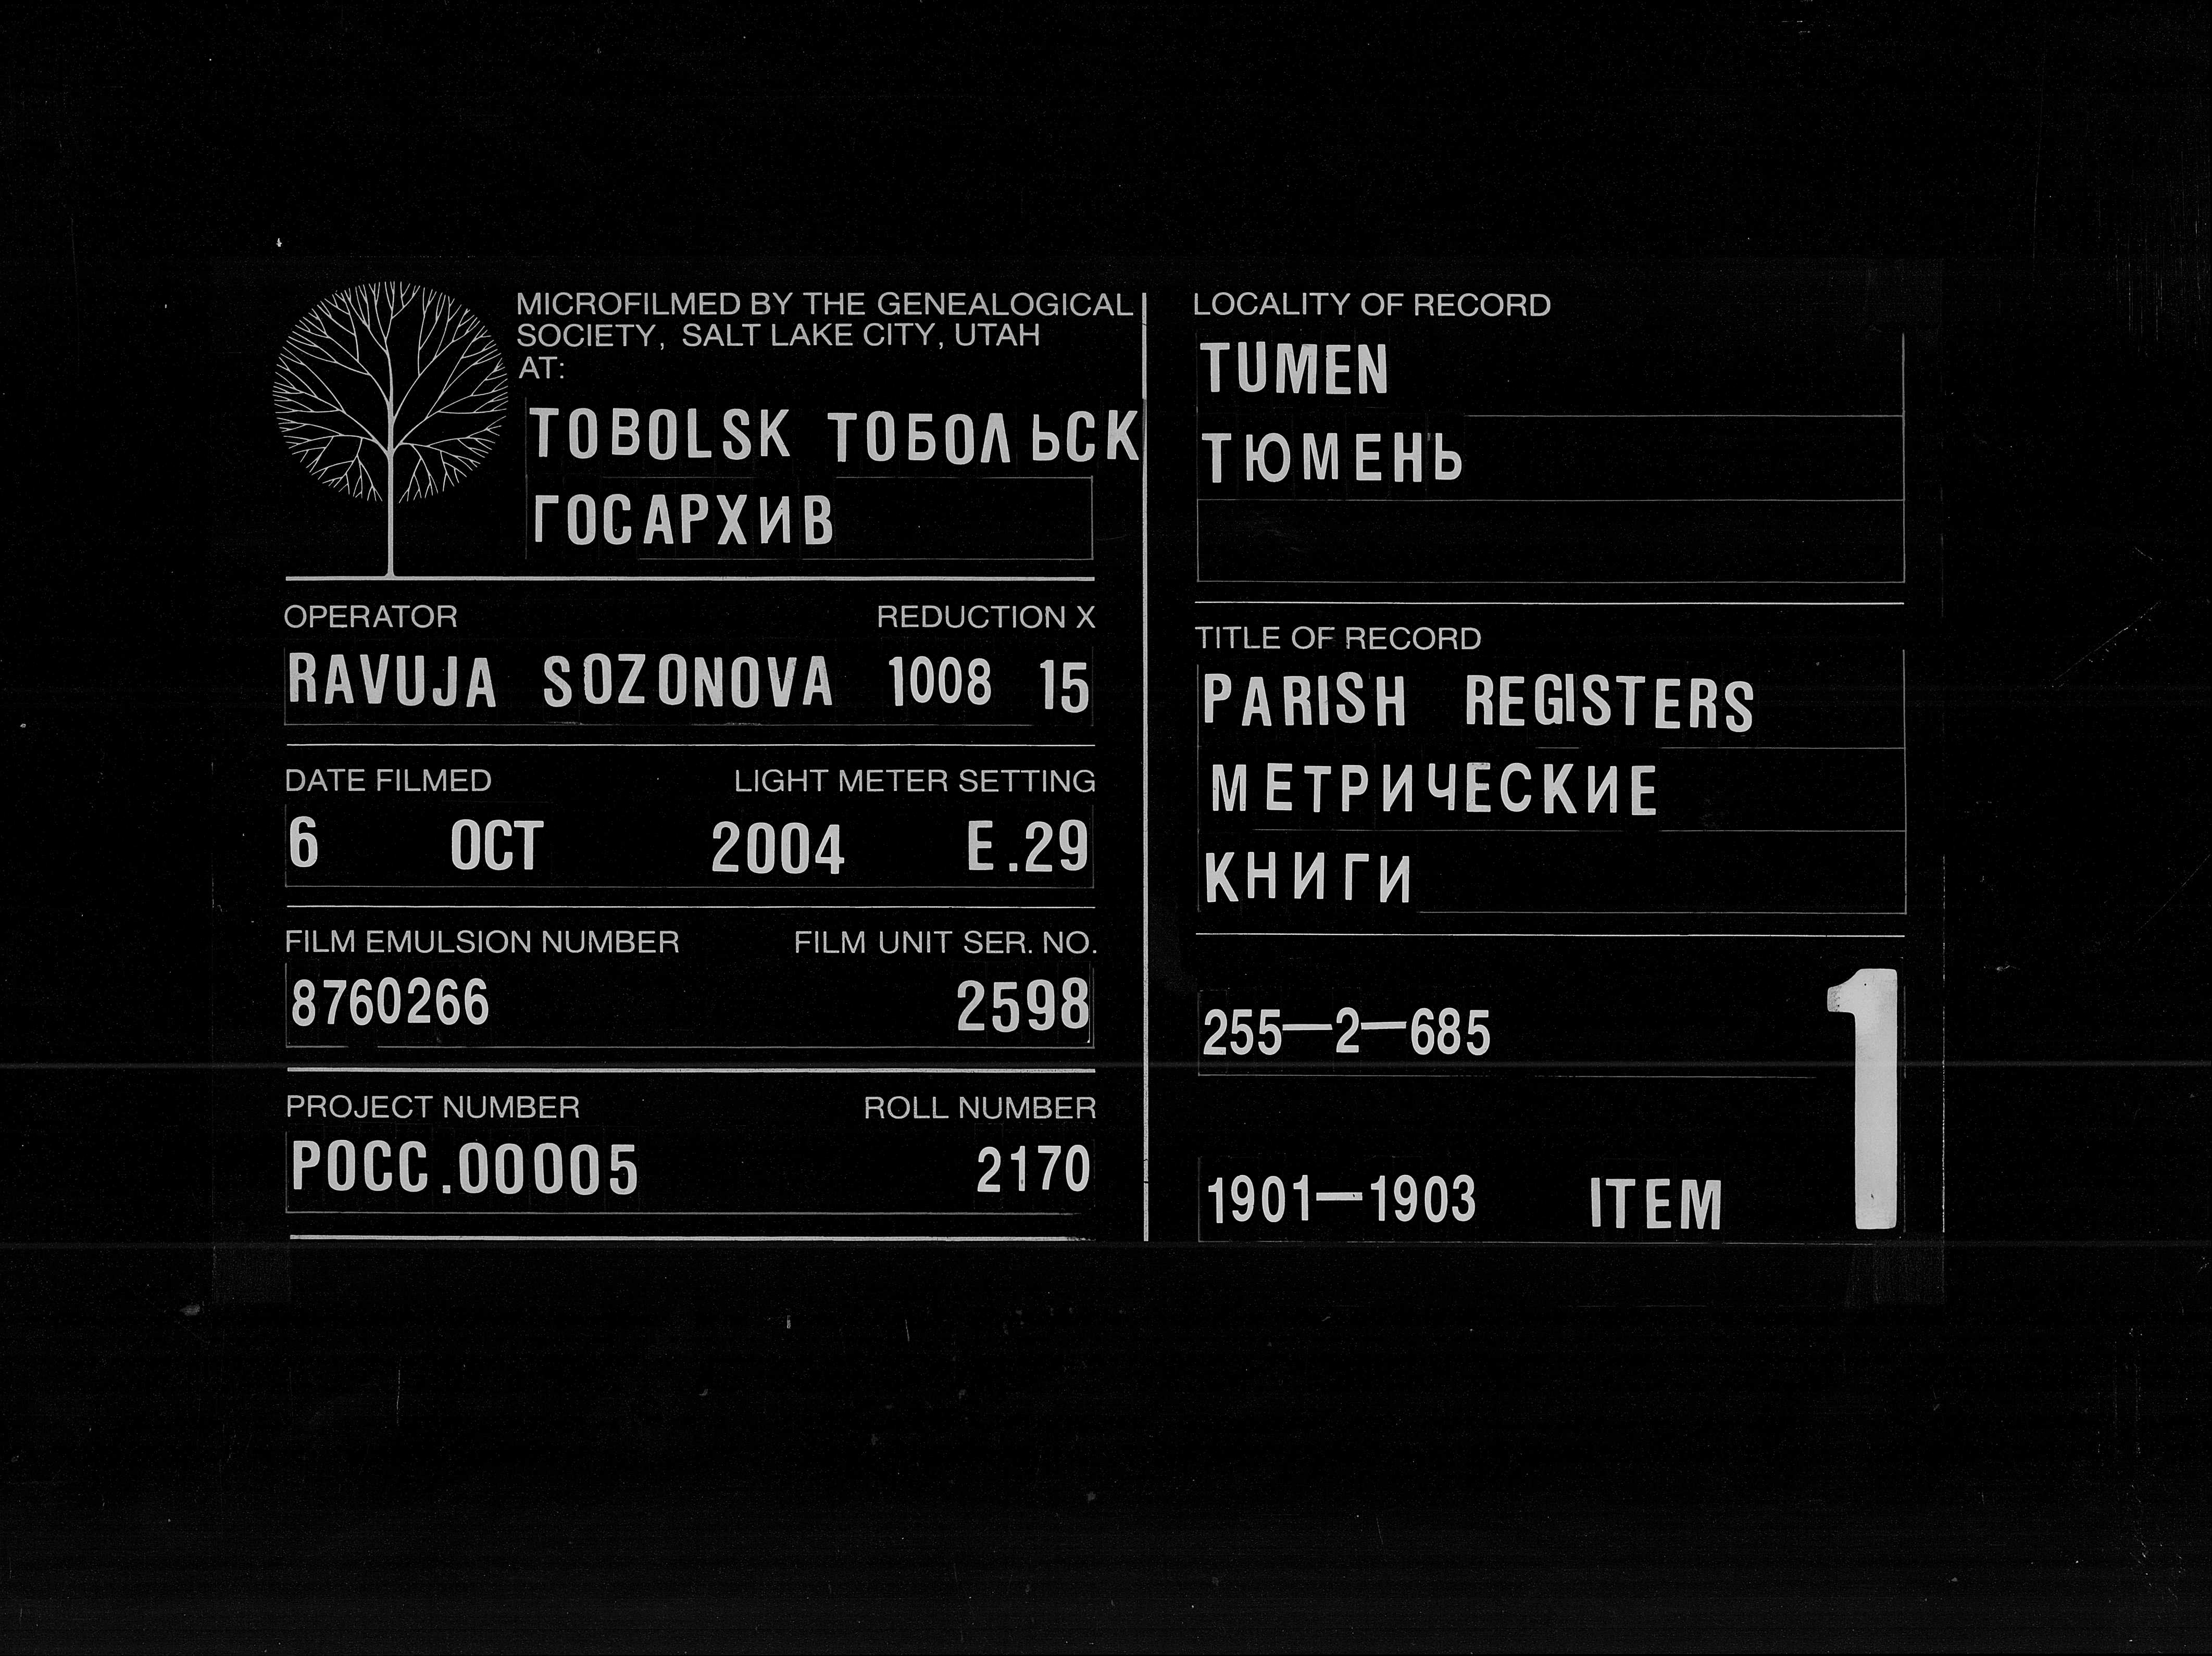 MICROFILMED BY THE GENEALOGICAL
SOCIETY, SALT LAKE CITY, UTAH
AT:
TOBOLSK ТОБОЛЬСК
ГОСАРХИВ
OPERATOR REDUCTION X
RAVUJA SOZONOVA 1008 15
DATE FILMED LIGHT METER SETTING
6 OCT 2004 E.29
FILM EMULSION NUMBER FILM UNIT SER. NO.
8760266 2598
PROJECT NUMBER ROLL NUMBER
РОСС.00005 2170
LOCALITY OF RECORD
TUMEN
ТЮМЕНЬ
TITLE OF RECORD
PARISH REGISTERS
МЕТРИЧЕСКИЕ
КНИГИ
255—2—685
1901—1903 ITEM 1